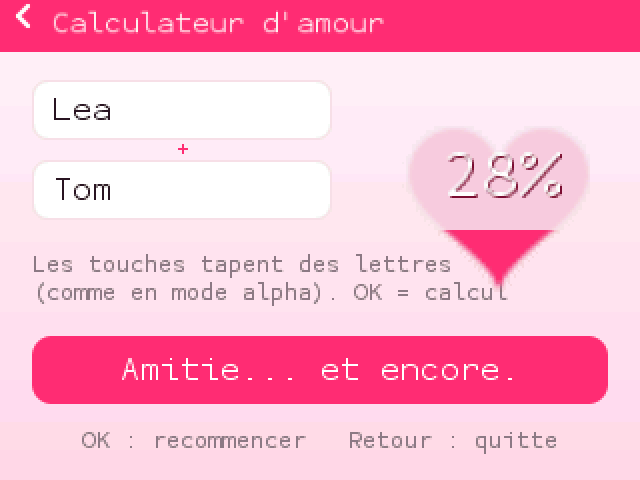 Calculateur d'amour
Lea
+
Tom
28%
Les touches tapent des lettres
(comme en mode alpha). OK = calcul
Amitie... et encore.
OK : recommencer   Retour : quitte